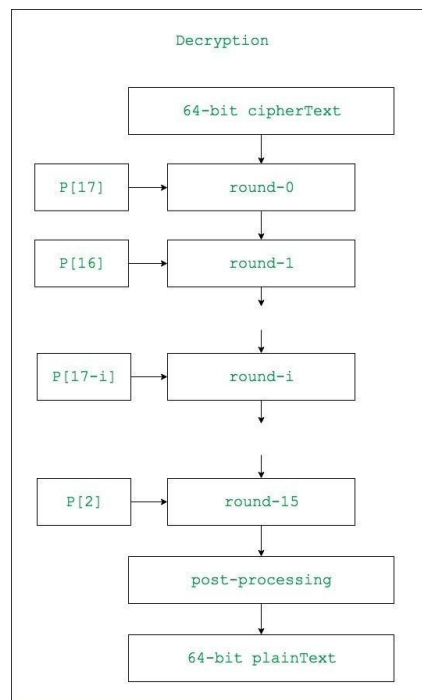 Decryption
64-bit cipherText
P[17]
round-0
P[16]
round-1
P[17-i]
round-i
P[2]
round-15
post-processing
64-bit plainText